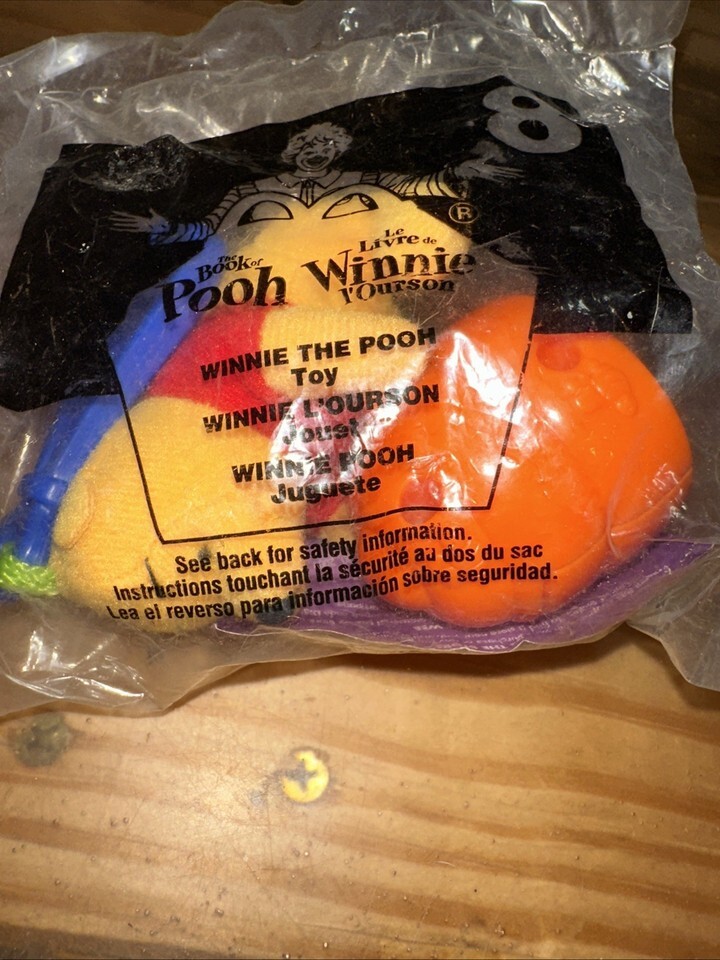 8
®
The
Book of
Pooh
Le
Livre de
Winnie
l'Ourson
WINNIE THE POOH
Toy
WINNIE L'OURSON
Jouet
WINNIE POOH
Juguete
See back for safety information.
Instructions touchant la sécurité au dos du sac
Lea el reverso para información sobre seguridad.